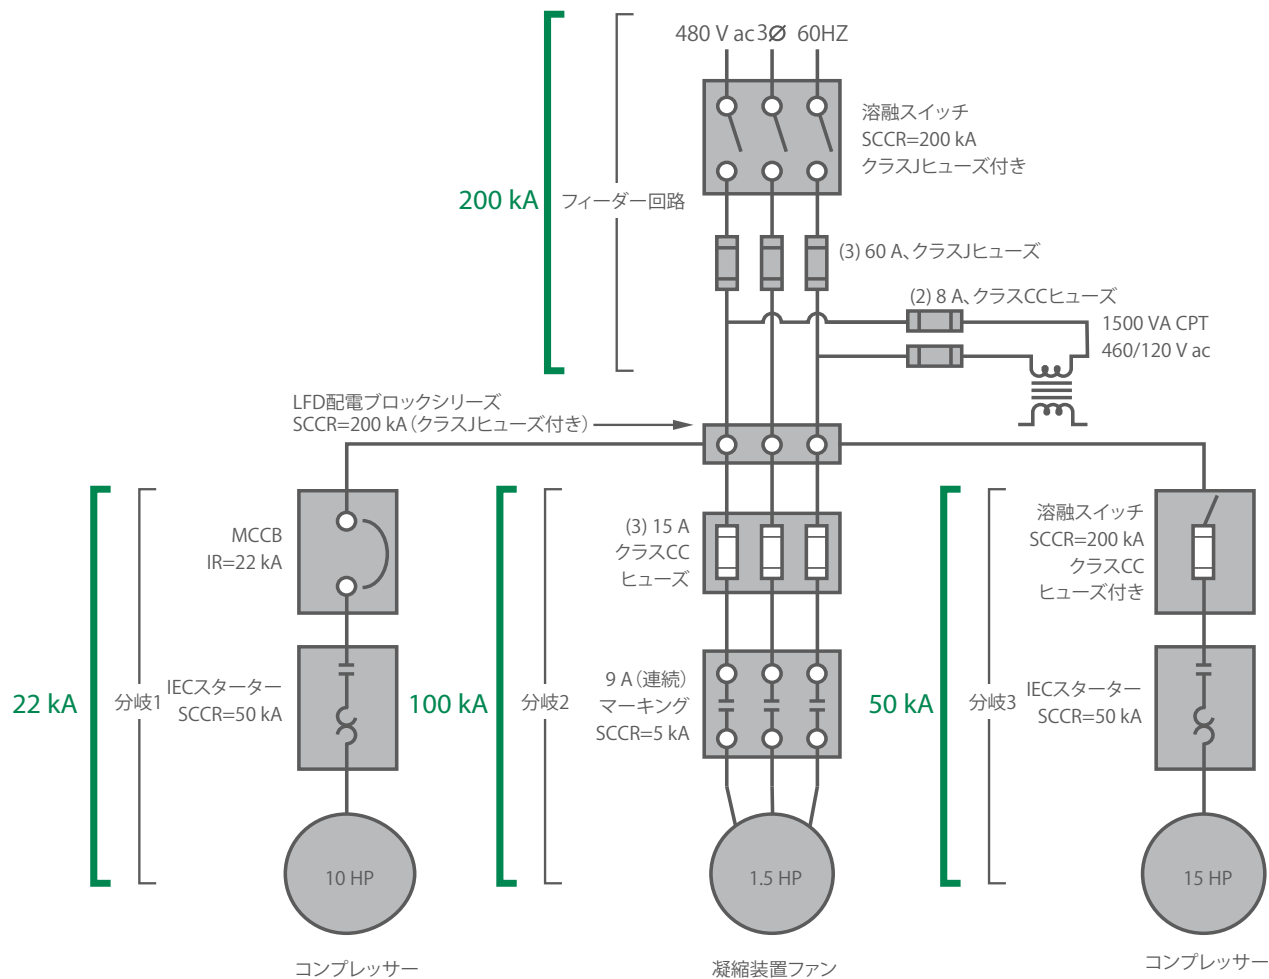 480 V ac 3Ø 60HZ
溶融スイッチ
SCCR=200 kA
クラスJヒューズ付き
200 kA
フィーダー回路
(3) 60 A、クラスJヒューズ
(2) 8 A、クラスCCヒューズ
1500 VA CPT
460/120 V ac
LFD配電ブロックシリーズ
SCCR=200 kA（クラスJヒューズ付き）
MCCB
IR=22 kA
22 kA
分岐1
IECスターター
SCCR=50 kA
10 HP
コンプレッサー
(3) 15 A
クラスCC
ヒューズ
100 kA
分岐2
9 A（連続）
マーキング
SCCR=5 kA
1.5 HP
凝縮装置ファン
溶融スイッチ
SCCR=200 kA
クラスCC
ヒューズ付き
50 kA
分岐3
IECスターター
SCCR=50 kA
15 HP
コンプレッサー